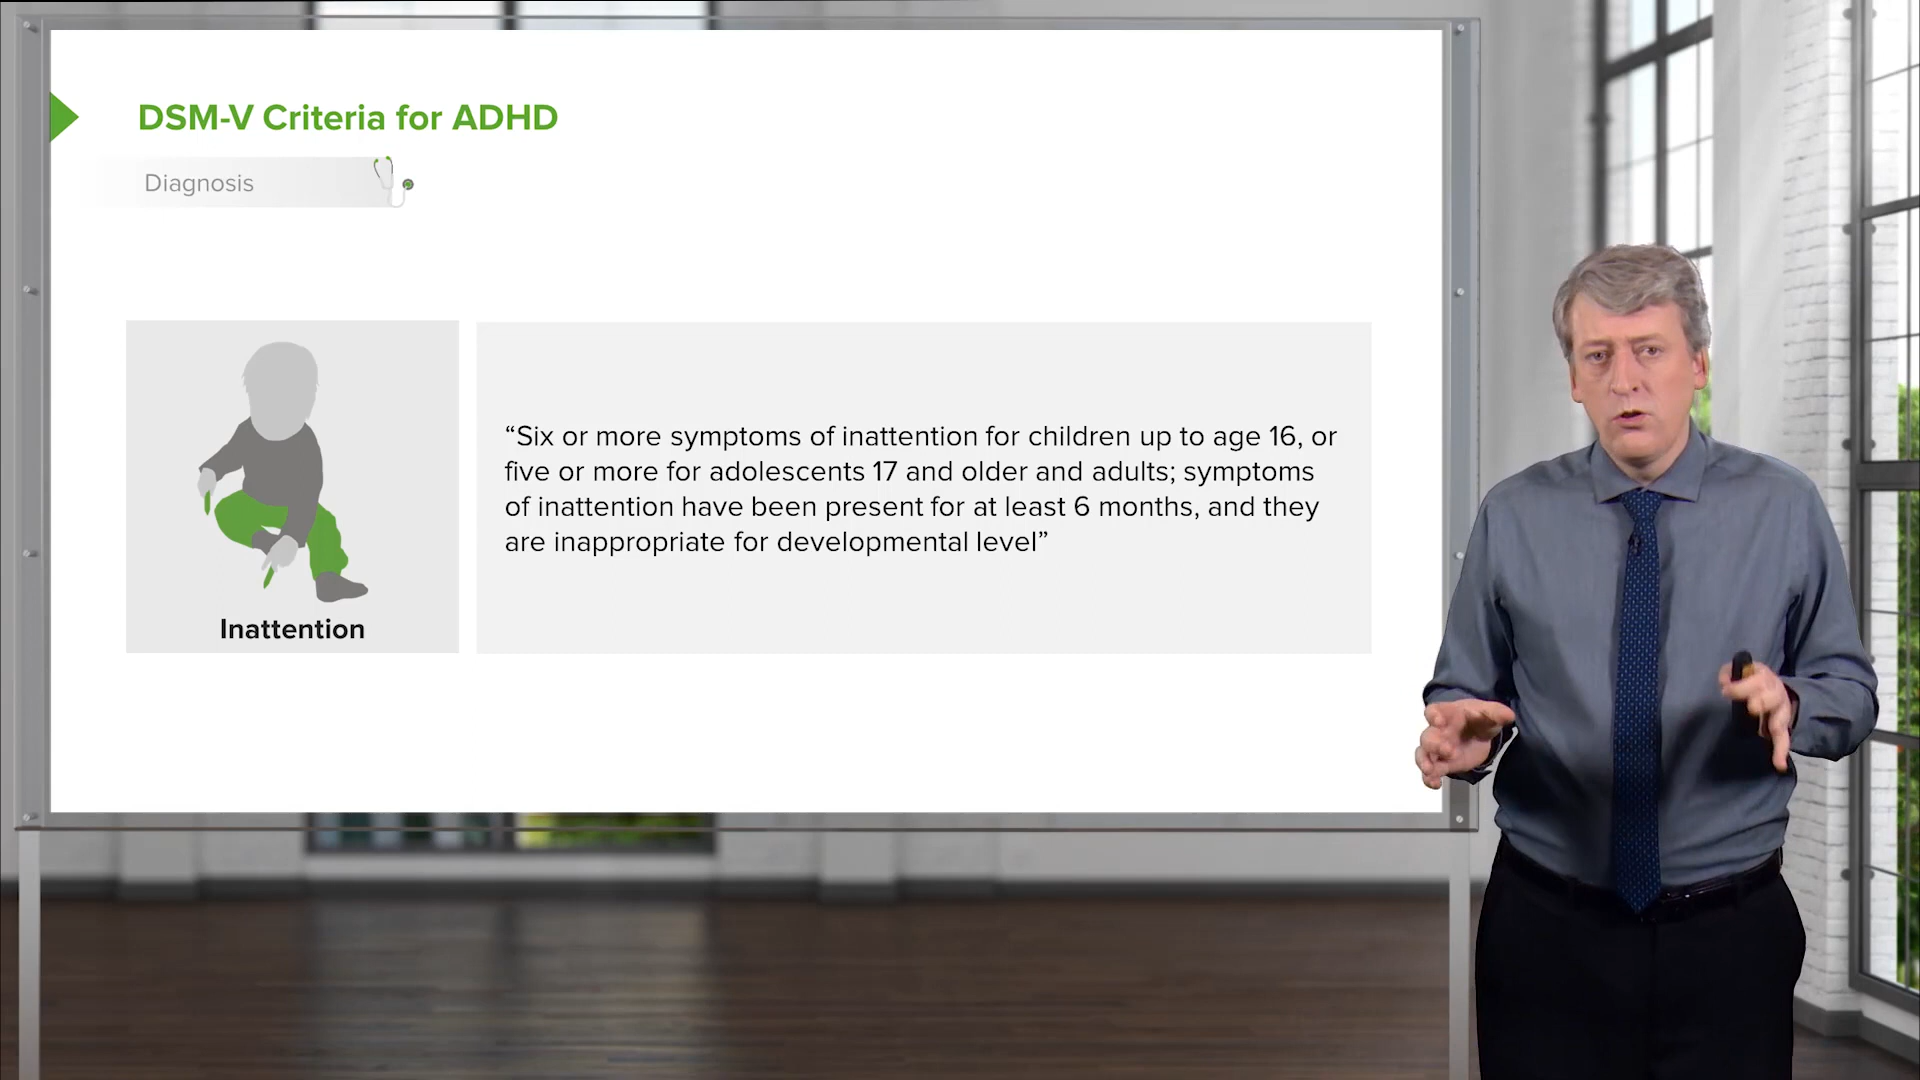 DSM-V Criteria for ADHD
Diagnosis
“Six or more symptoms of inattention for children up to age 16, or
five or more for adolescents 17 and older and adults; symptoms
of inattention have been present for at least 6 months, and they
are inappropriate for developmental level”
Inattention